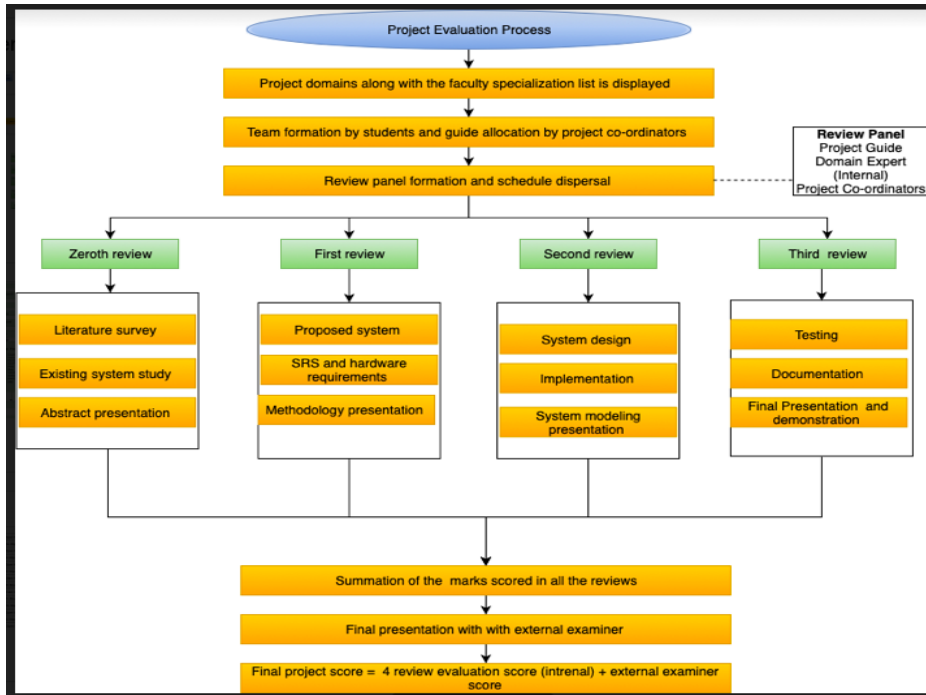 Project Evaluation Process
Project domains along with the faculty specialization list is displayed
Team formation by students and guide allocation by project co-ordinators
Review panel formation and schedule dispersal
Review Panel
Project Guide
Domain Expert
(Internal)
Project Co-ordinators
Zeroth review
First review
Second review
Third review
Literature survey
Existing system study
Abstract presentation
Proposed system
SRS and hardware
requirements
Methodology presentation
System design
Implementation
System modeling
presentation
Testing
Documentation
Final Presentation and
demonstration
Summation of the marks scored in all the reviews
Final presentation with with external examiner
Final project score = 4 review evaluation score (intrenal) + external examiner
score